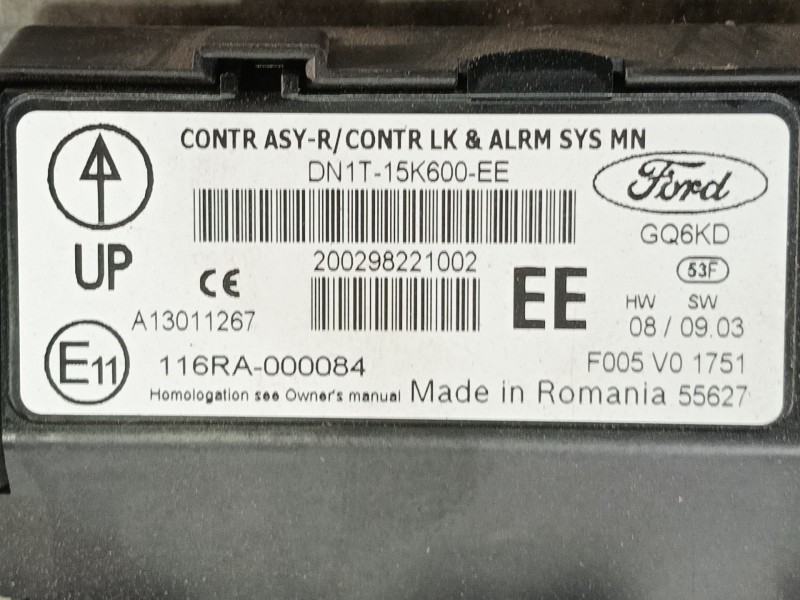 CONTR ASY-R/CONTR LK & ALRM SYS MN
DN1T-15K600-EE
Ford
GQ6KD
UP
200298221002
EE
53F
CE
HW SW
A13011267
08 / 09.03
E11
116RA-000084
F005 V0 1751
Homologation see Owner's manual Made in Romania 55627